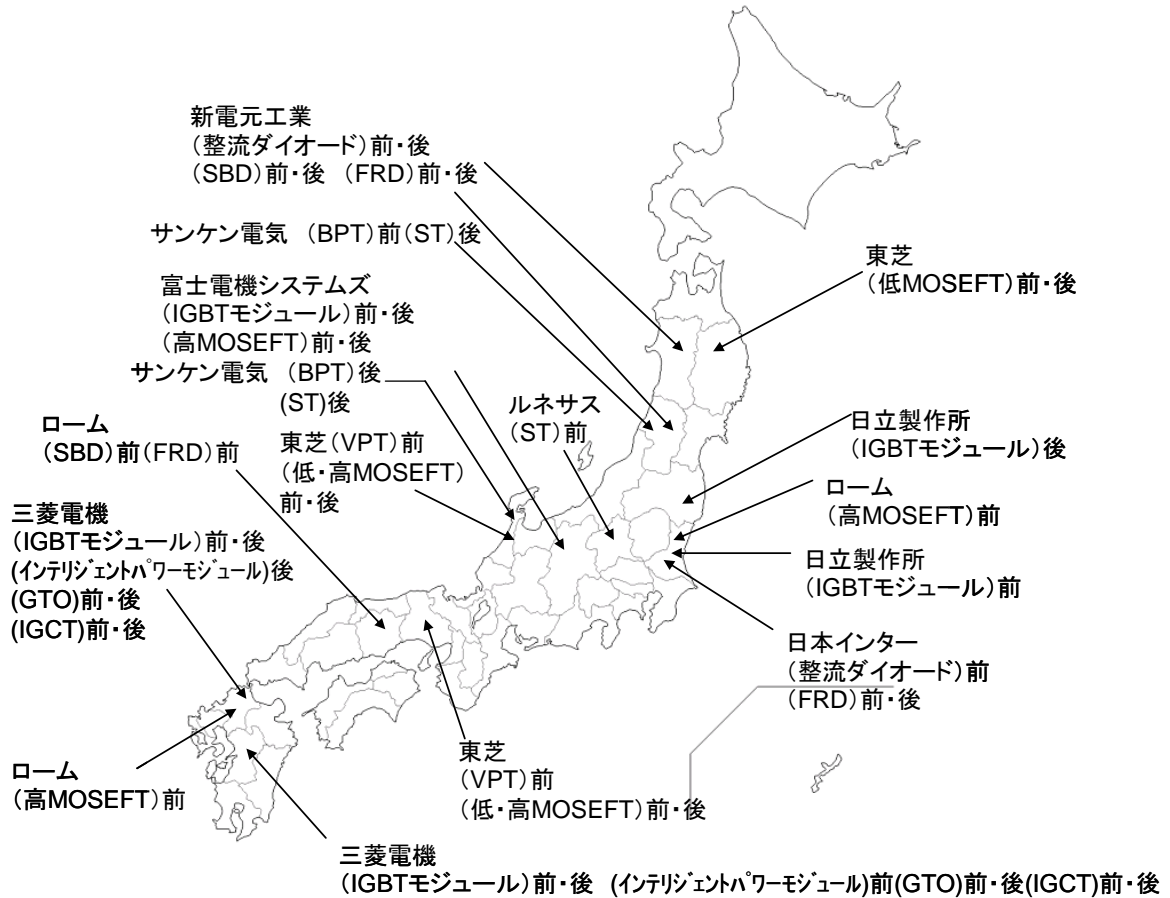 新電元工業
(整流ダイオード)前・後
(SBD)前・後 (FRD)前・後
サンケン電気 (BPT)前(ST)後
東芝
(低MOSEFT)前・後
富士電機システムズ
(IGBTモジュール)前・後
(高MOSEFT)前・後
サンケン電気 (BPT)後
(ST)後
ルネサス
(ST)前
ローム
(SBD)前(FRD)前
東芝(VPT)前
(低・高MOSEFT)
前・後
日立製作所
(IGBTモジュール)後
ローム
(高MOSEFT)前
三菱電機
(IGBTモジュール)前・後
(インテリジェントパワーモジュール)後
(GTO)前・後
(IGCT)前・後
日立製作所
(IGBTモジュール)前
日本インター
(整流ダイオード)前
(FRD)前・後
ローム
(高MOSEFT)前
東芝
(VPT)前
(低・高MOSEFT)前・後
三菱電機
(IGBTモジュール)前・後 (インテリジェントパワーモジュール)前(GTO)前・後(IGCT)前・後